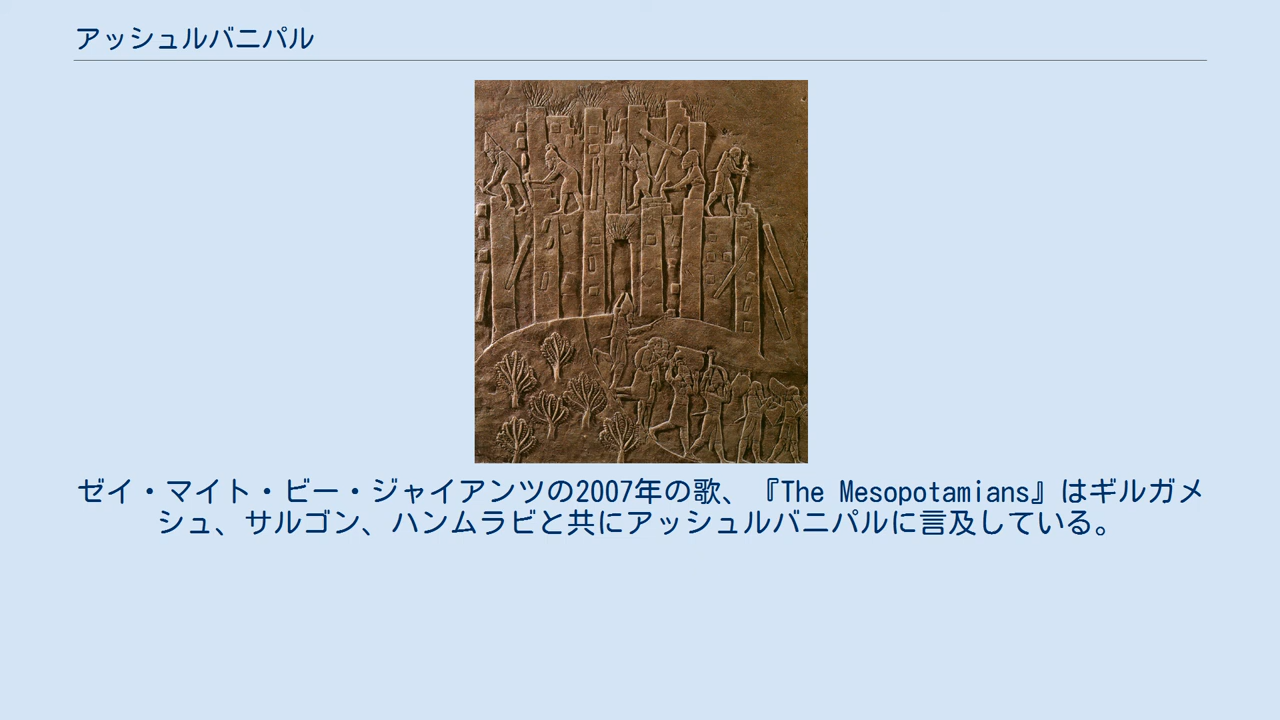 アッシュルバニパル
ゼイ・マイト・ビー・ジャイアンツの2007年の歌、『The Mesopotamians』はギルガメ
シュ、サルゴン、ハンムラビと共にアッシュルバニパルに言及している。